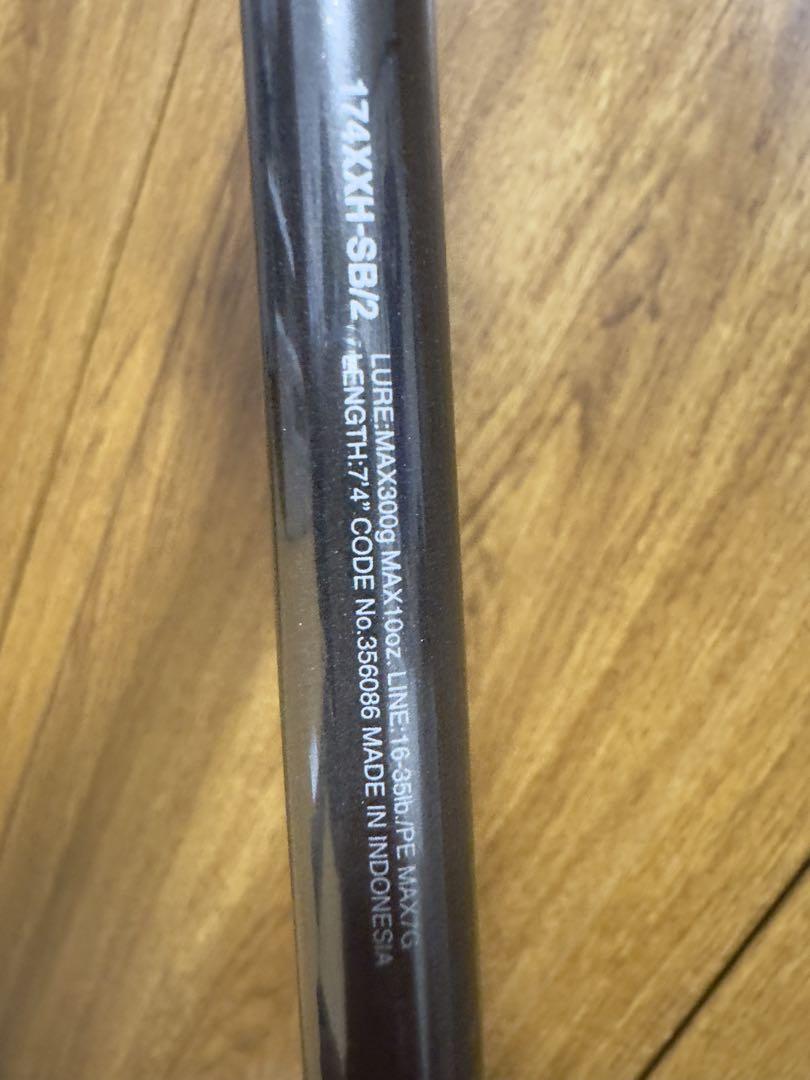 174XXH-SB/2
LURE:MAX300g MAX10oz. LINE:16-35lb./PE MAX7G
LENGTH:7'4" CODE No.356086 MADE IN INDONESIA